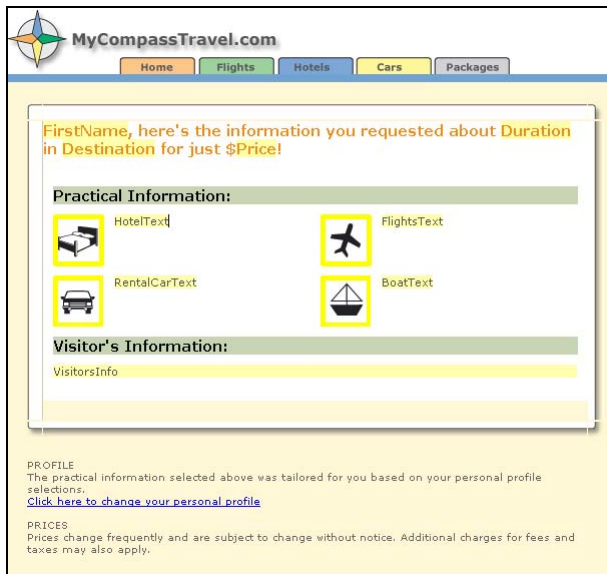 MyCompassTravel.com
Home Flights Hotels Cars Packages
FirstName, here's the information you requested about Duration
in Destination for just $Price!
Practical Information:
HotelText FlightsText
RentalCarText BoatText
Visitor's Information:
VisitorsInfo
PROFILE
The practical information selected above was tailored for you based on your personal profile
selections.
Click here to change your personal profile
PRICES
Prices change frequently and are subject to change without notice. Additional charges for fees and
taxes may also apply.